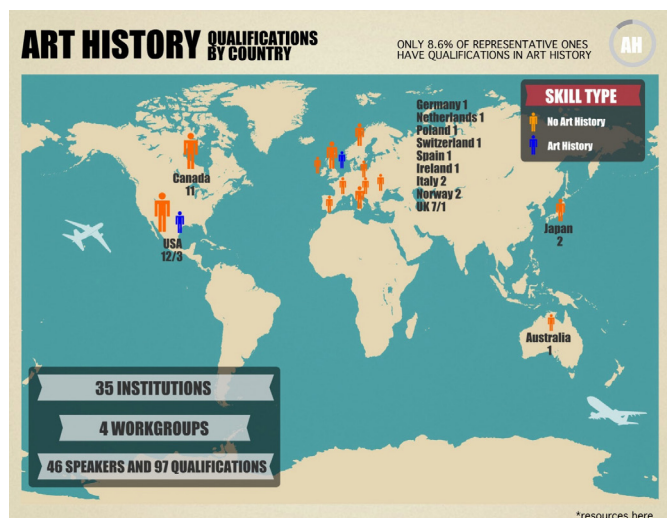 ART HISTORY QUALIFICATIONS BY COUNTRY
ONLY 8.6% OF REPRESENTATIVE ONES
HAVE QUALIFICATIONS IN ART HISTORY
AH
SKILL TYPE
No Art History
Art History
Germany 1
Netherlands 1
Poland 1
Switzerland 1
Spain 1
Ireland 1
Italy 2
Norway 2
UK 7/1
Canada
11
USA
12/3
Japan
2
Australia
1
35 INSTITUTIONS
4 WORKGROUPS
46 SPEAKERS AND 97 QUALIFICATIONS
*resources here